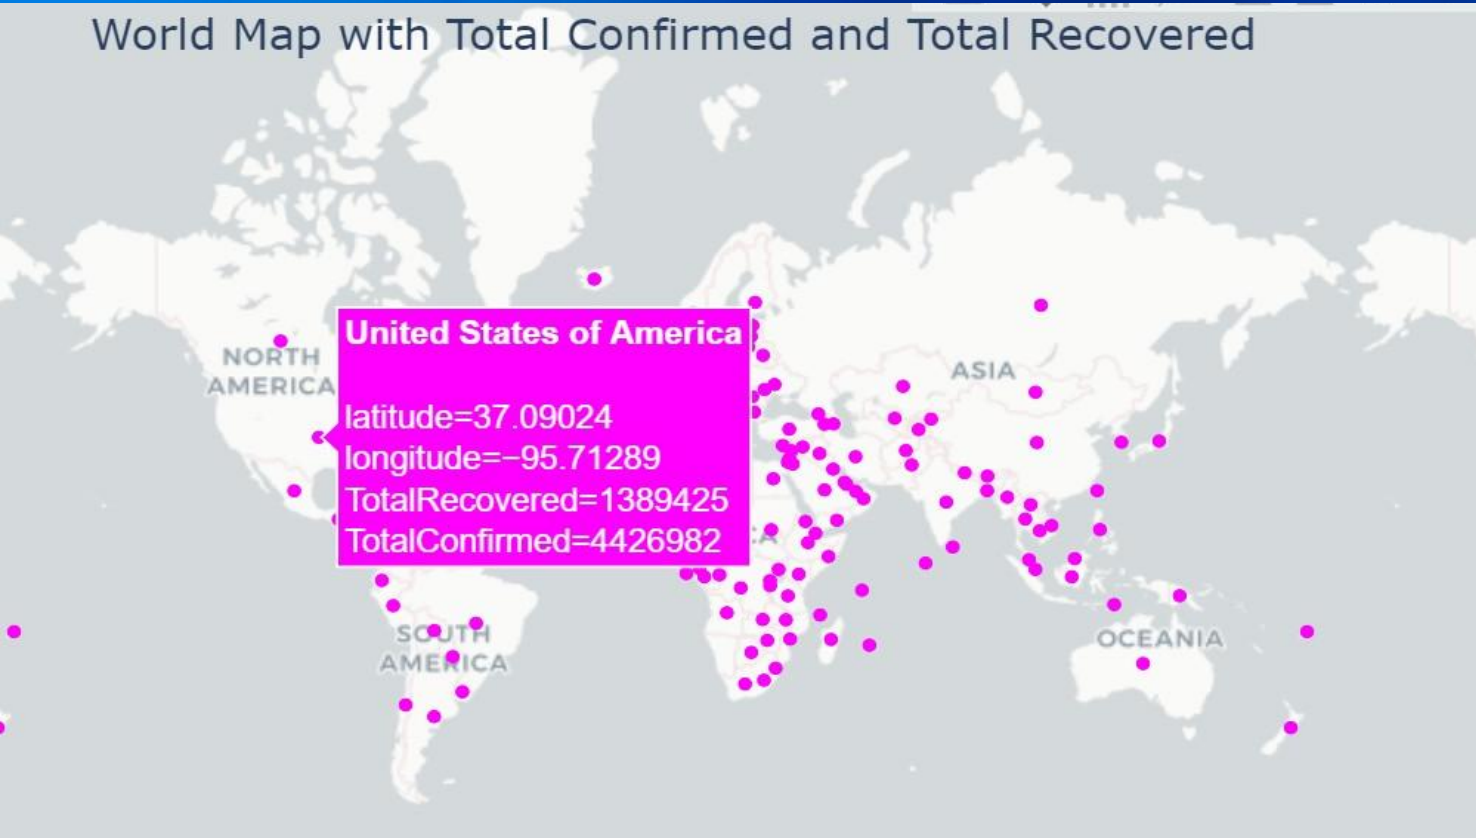 World Map with Total Confirmed and Total Recovered
United States of America
NORTH
AMERICA
latitude=37.09024
longitude=−95.71289
TotalRecovered=1389425
TotalConfirmed=4426982
ASIA
SOUTH
AMERICA
OCEANIA